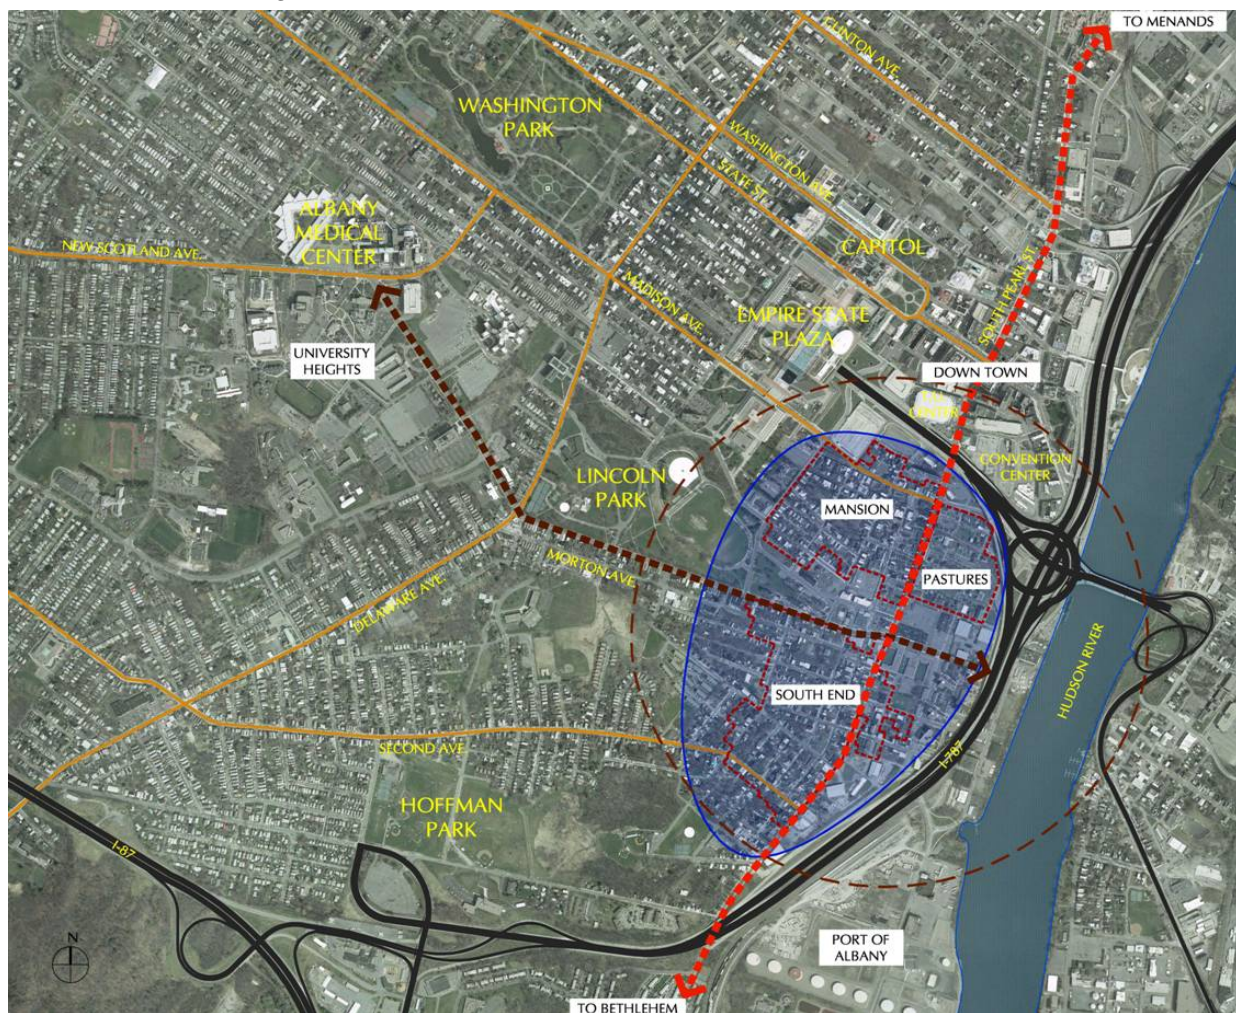 TO MENANDS
CLINTON AVE.
WASHINGTON
PARK
WASHINGTON AVE.
STATE ST.
ALBANY
MEDICAL
CENTER
NEW SCOTLAND AVE.
CAPITOL
SOUTH PEARL ST.
MADISON AVE.
EMPIRE STATE
PLAZA
UNIVERSITY
HEIGHTS
DOWN TOWN
CENTER
CONVENTION
CENTER
LINCOLN
PARK
MANSION
MORTON AVE.
PASTURES
DELAWARE AVE.
HUDSON RIVER
SOUTH END
SECOND AVE.
I-787
HOFFMAN
PARK
I-87
N
PORT OF
ALBANY
TO BETHLEHEM